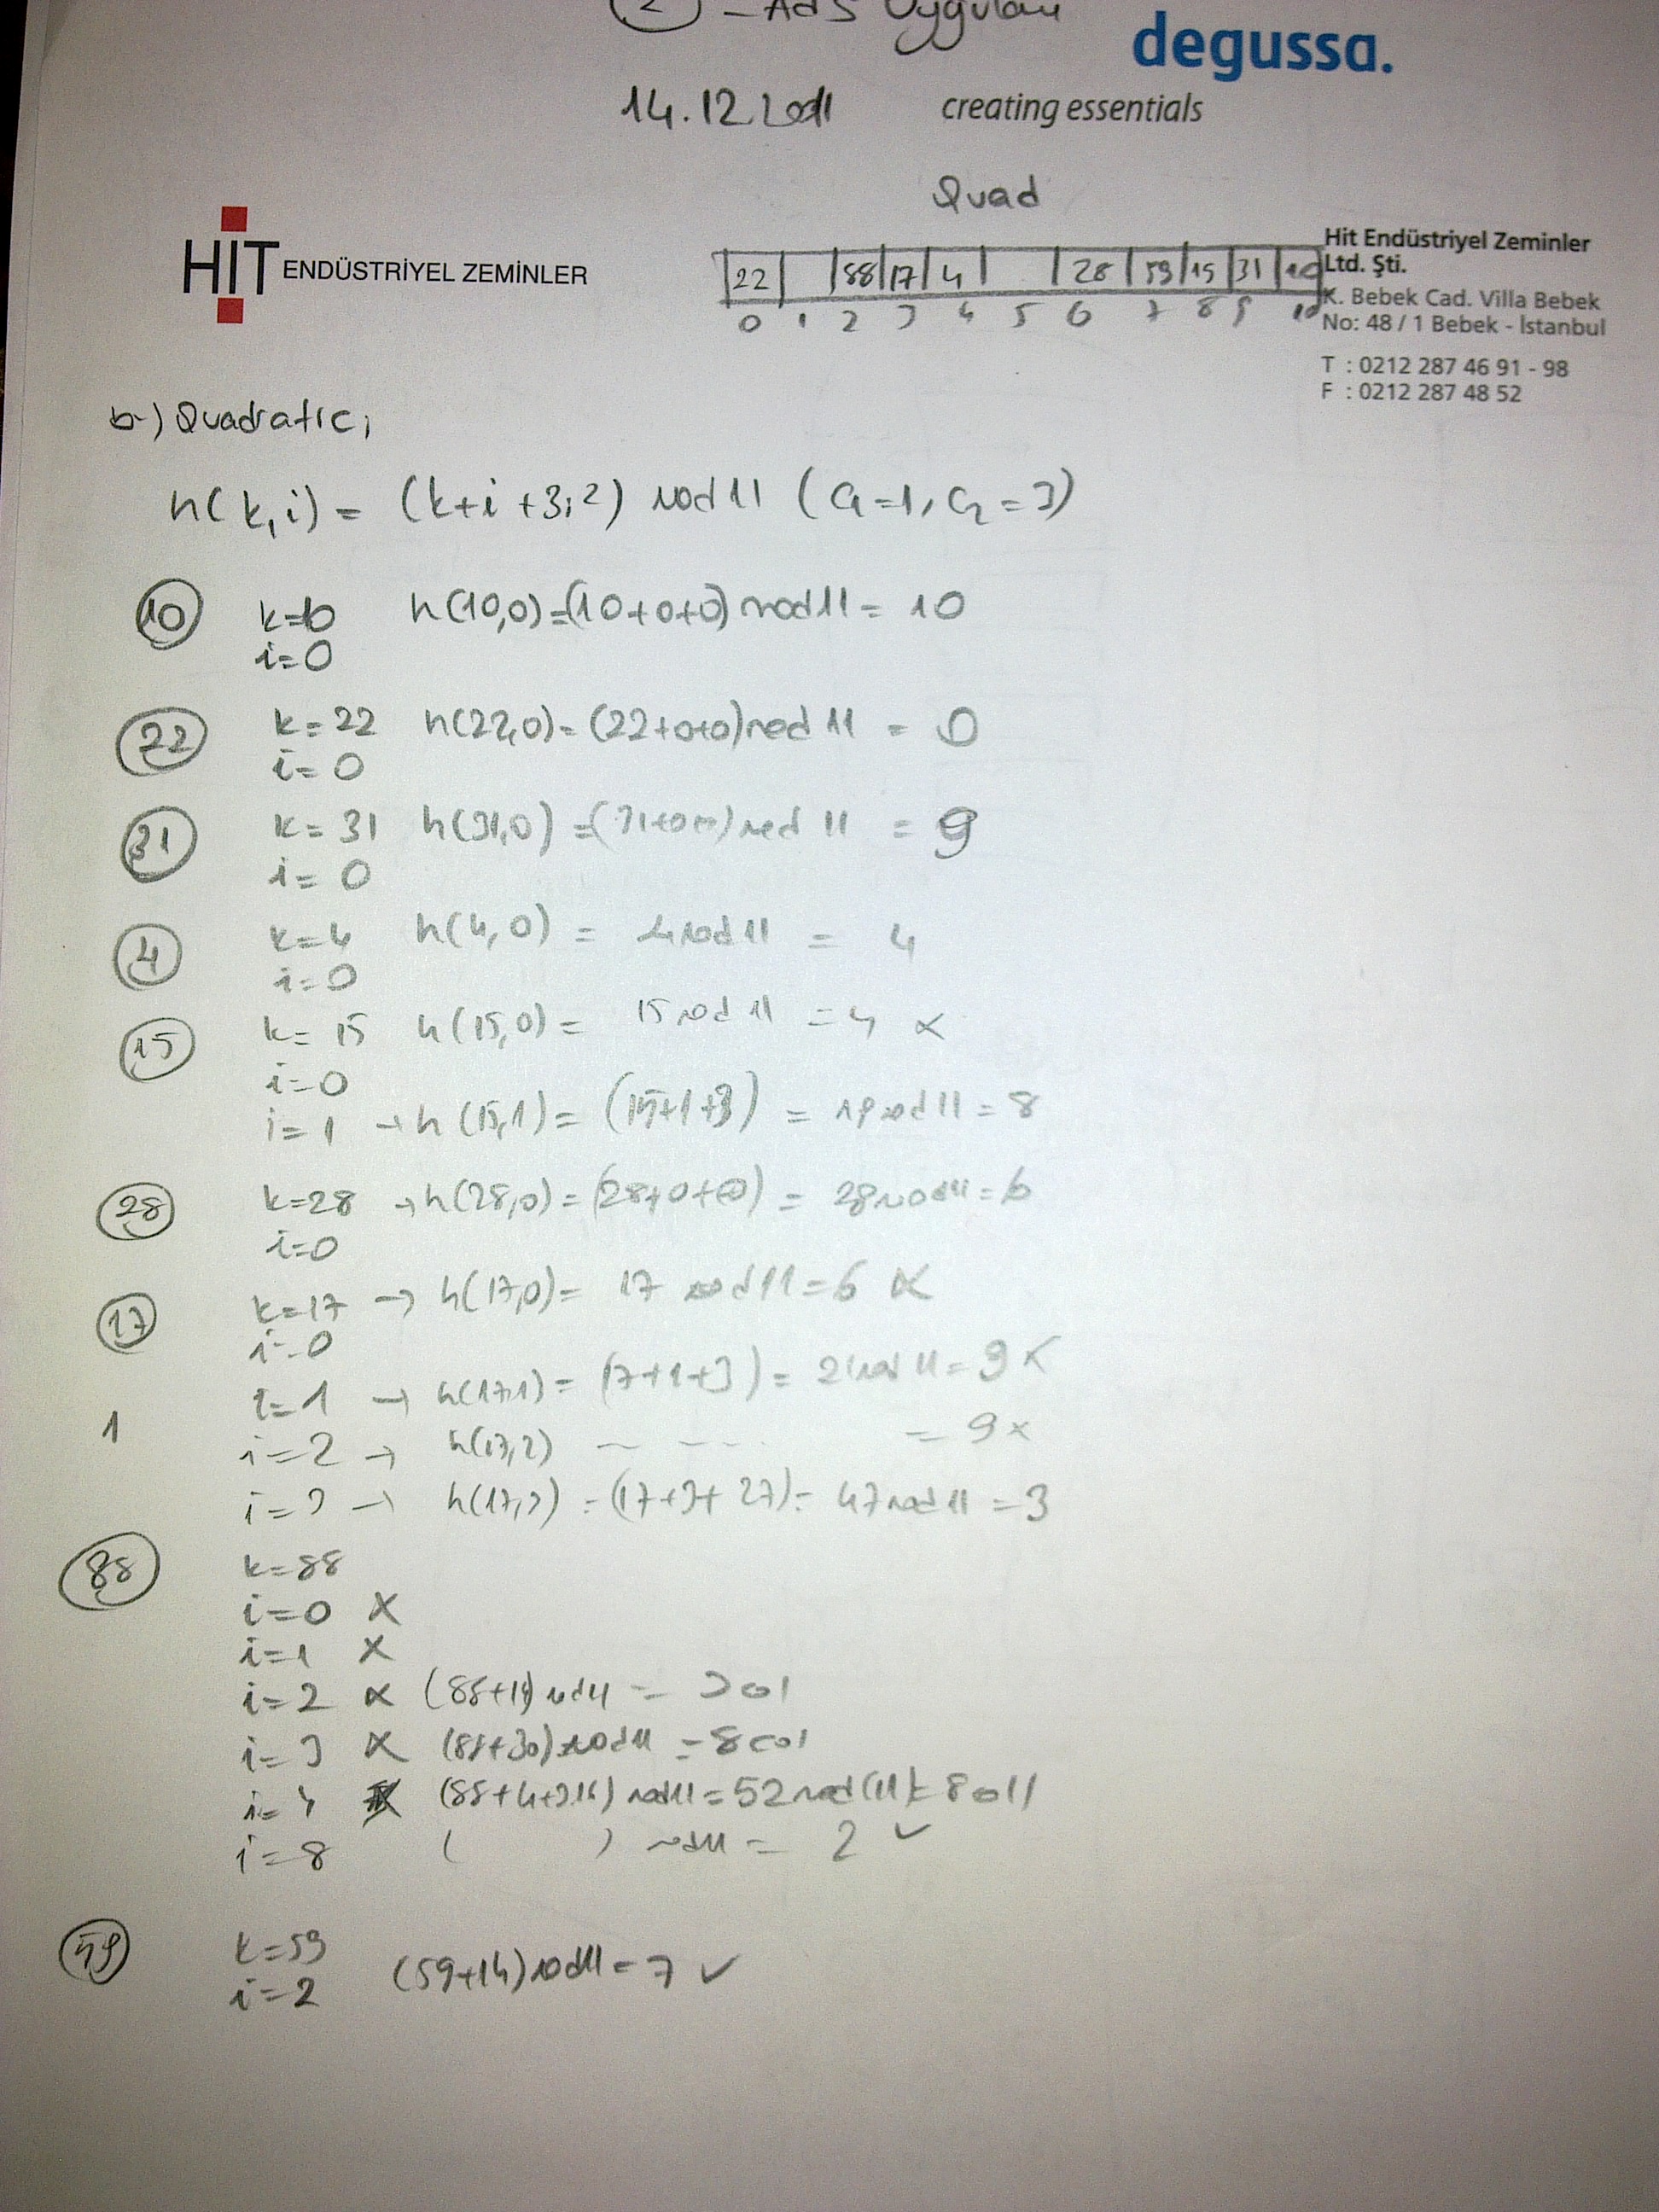 2 - Ads Uygulam
degussa.
14.12.2011
creating essentials
Quad
HİT ENDÜSTRİYEL ZEMİNLER
22 | | 88 | 17 | 4 | | 28 | 59 | 15 | 31 | 10
0 1 2 3 4 5 6 7 8 9 10
Hit Endüstriyel Zeminler
Ltd. Şti.
K. Bebek Cad. Villa Bebek
No: 48 / 1 Bebek - İstanbul
T : 0212 287 46 91 - 98
F : 0212 287 48 52
b-) Quadratic;
h(k,i) = (k+i+3i²) mod 11 (c₁=1, c₂=3)
10 k=10 h(10,0)=(10+0+0) mod 11 = 10
i=0
22 k=22 h(22,0)=(22+0+0) mod 11 = 0
i=0
31 k=31 h(31,0)=(31+0+0) mod 11 = 9
i=0
4 k=4 h(4,0) = 4 mod 11 = 4
i=0
15 k=15 h(15,0) = 15 mod 11 = 4 x
i=0
i=1 → h(15,1) = (15+1+3) = 19 mod 11 = 8
28 k=28 → h(28,0) = (28+0+0) = 28 mod 11 = 6
i=0
17 k=17 → h(17,0) = 17 mod 11 = 6 x
i=0
i=1 → h(17,1) = (17+1+3) = 21 mod 11 = 9 x
1
i=2 → h(17,2) - - - = 9 x
i=3 → h(17,3) = (17+3+27) = 47 mod 11 = 3
88 k=88
i=0 x
i=1 x
i=2 x (88+14) mod 11 = 3 ol
i=3 x (88+30) mod 11 = 8 col
i=4 x (88+4+3.16) mod 11 = 52 mod (11) = 8
i=8 ( ) mod 11 = 2 ✓
59 k=59
i=2 (59+14) mod 11 = 7 ✓